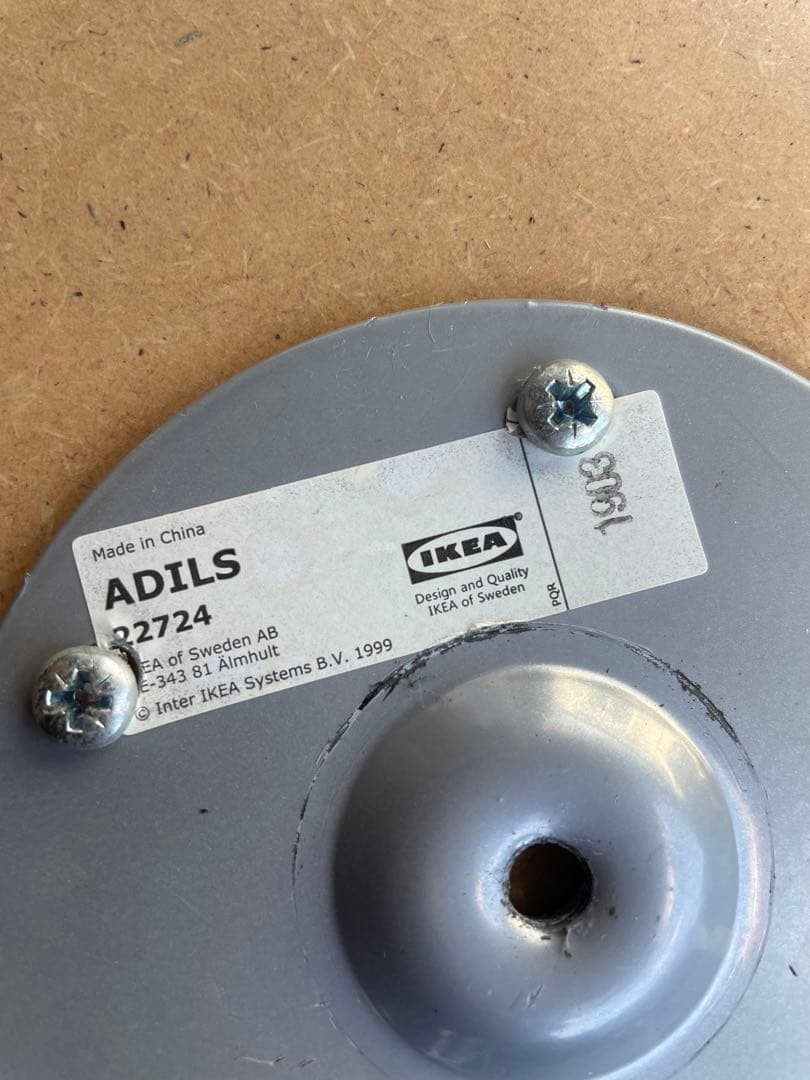 Made in China
ADILS
22724
EA of Sweden AB
E-343 81 Älmhult
© Inter IKEA Systems B.V. 1999
IKEA®
Design and Quality
IKEA of Sweden
PQR
1903